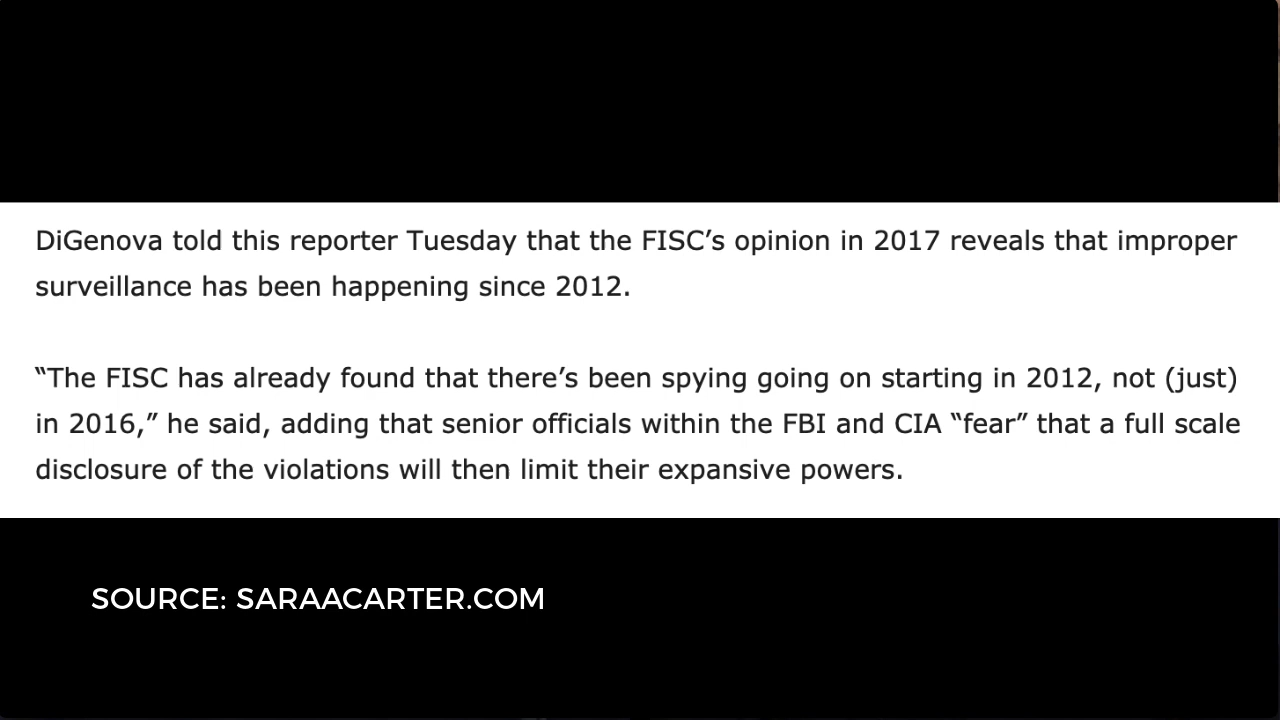 DiGenova told this reporter Tuesday that the FISC’s opinion in 2017 reveals that improper
surveillance has been happening since 2012.
“The FISC has already found that there’s been spying going on starting in 2012, not (just)
in 2016,” he said, adding that senior officials within the FBI and CIA “fear” that a full scale
disclosure of the violations will then limit their expansive powers.
SOURCE: SARAACARTER.COM